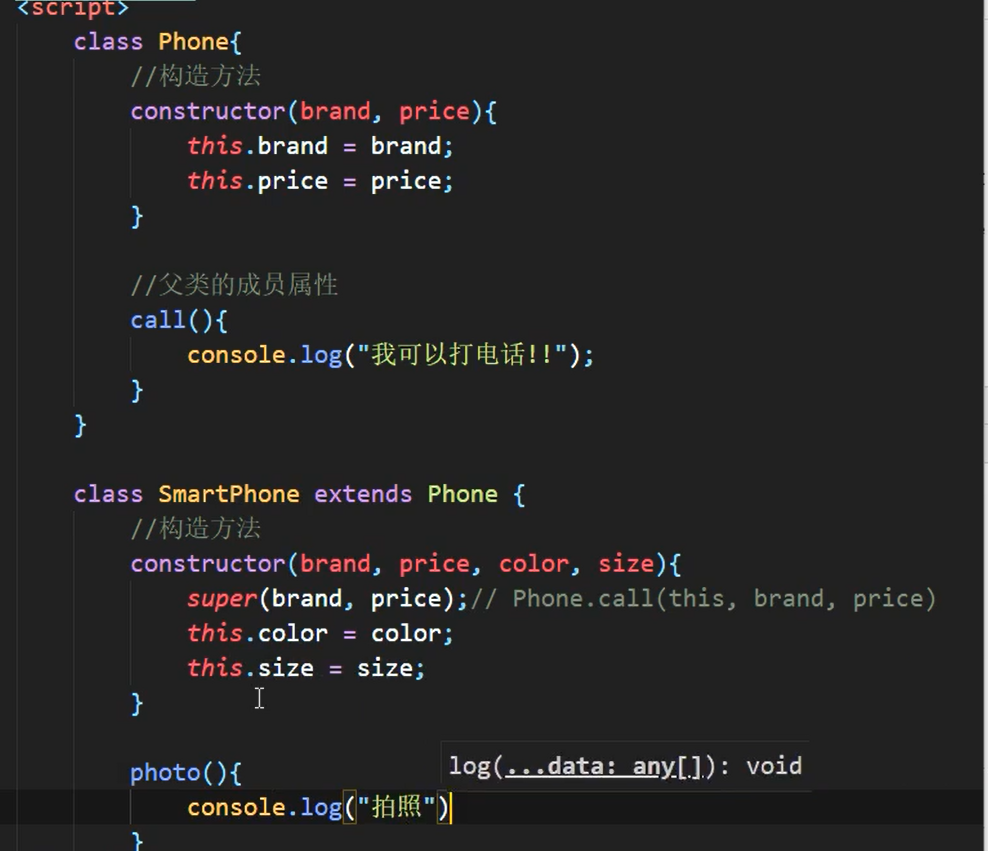 <script>
class Phone{
//构造方法
constructor(brand, price){
this.brand = brand;
this.price = price;
}
//父类的成员属性
call(){
console.log("我可以打电话!!");
}
}
class SmartPhone extends Phone {
//构造方法
constructor(brand, price, color, size){
super(brand, price);// Phone.call(this, brand, price)
this.color = color;
this.size = size;
}
photo(){
log(...data: any[]): void
console.log("拍照")
}